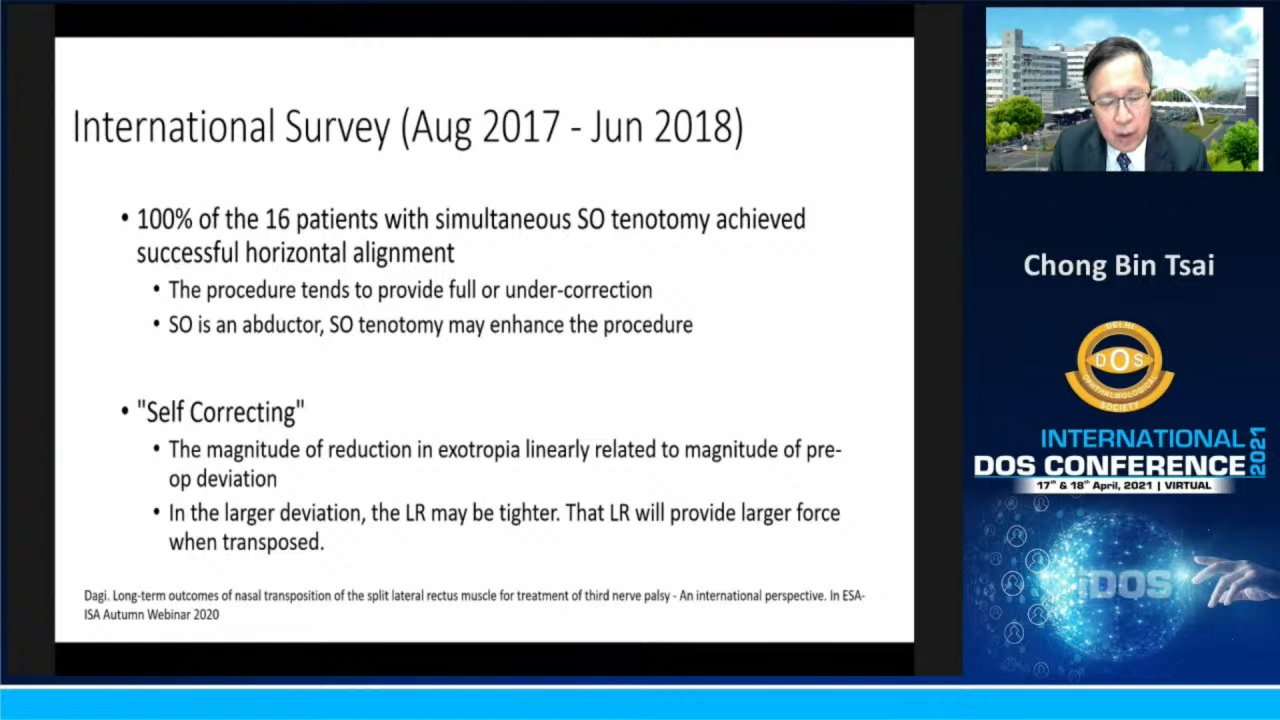 International Survey (Aug 2017 - Jun 2018)
• 100% of the 16 patients with simultaneous SO tenotomy achieved
successful horizontal alignment
• The procedure tends to provide full or under-correction
• SO is an abductor, SO tenotomy may enhance the procedure
• "Self Correcting"
• The magnitude of reduction in exotropia linearly related to magnitude of pre-
op deviation
• In the larger deviation, the LR may be tighter. That LR will provide larger force
when transposed.
Dagi. Long-term outcomes of nasal transposition of the split lateral rectus muscle for treatment of third nerve palsy - An international perspective. In ESA-
ISA Autumn Webinar 2020
Chong Bin Tsai
DELHI
DOS
OPHTHALMOLOGICAL
SOCIETY
INTERNATIONAL
DOS CONFERENCE
2021
17th & 18th April, 2021 | VIRTUAL
iDOS